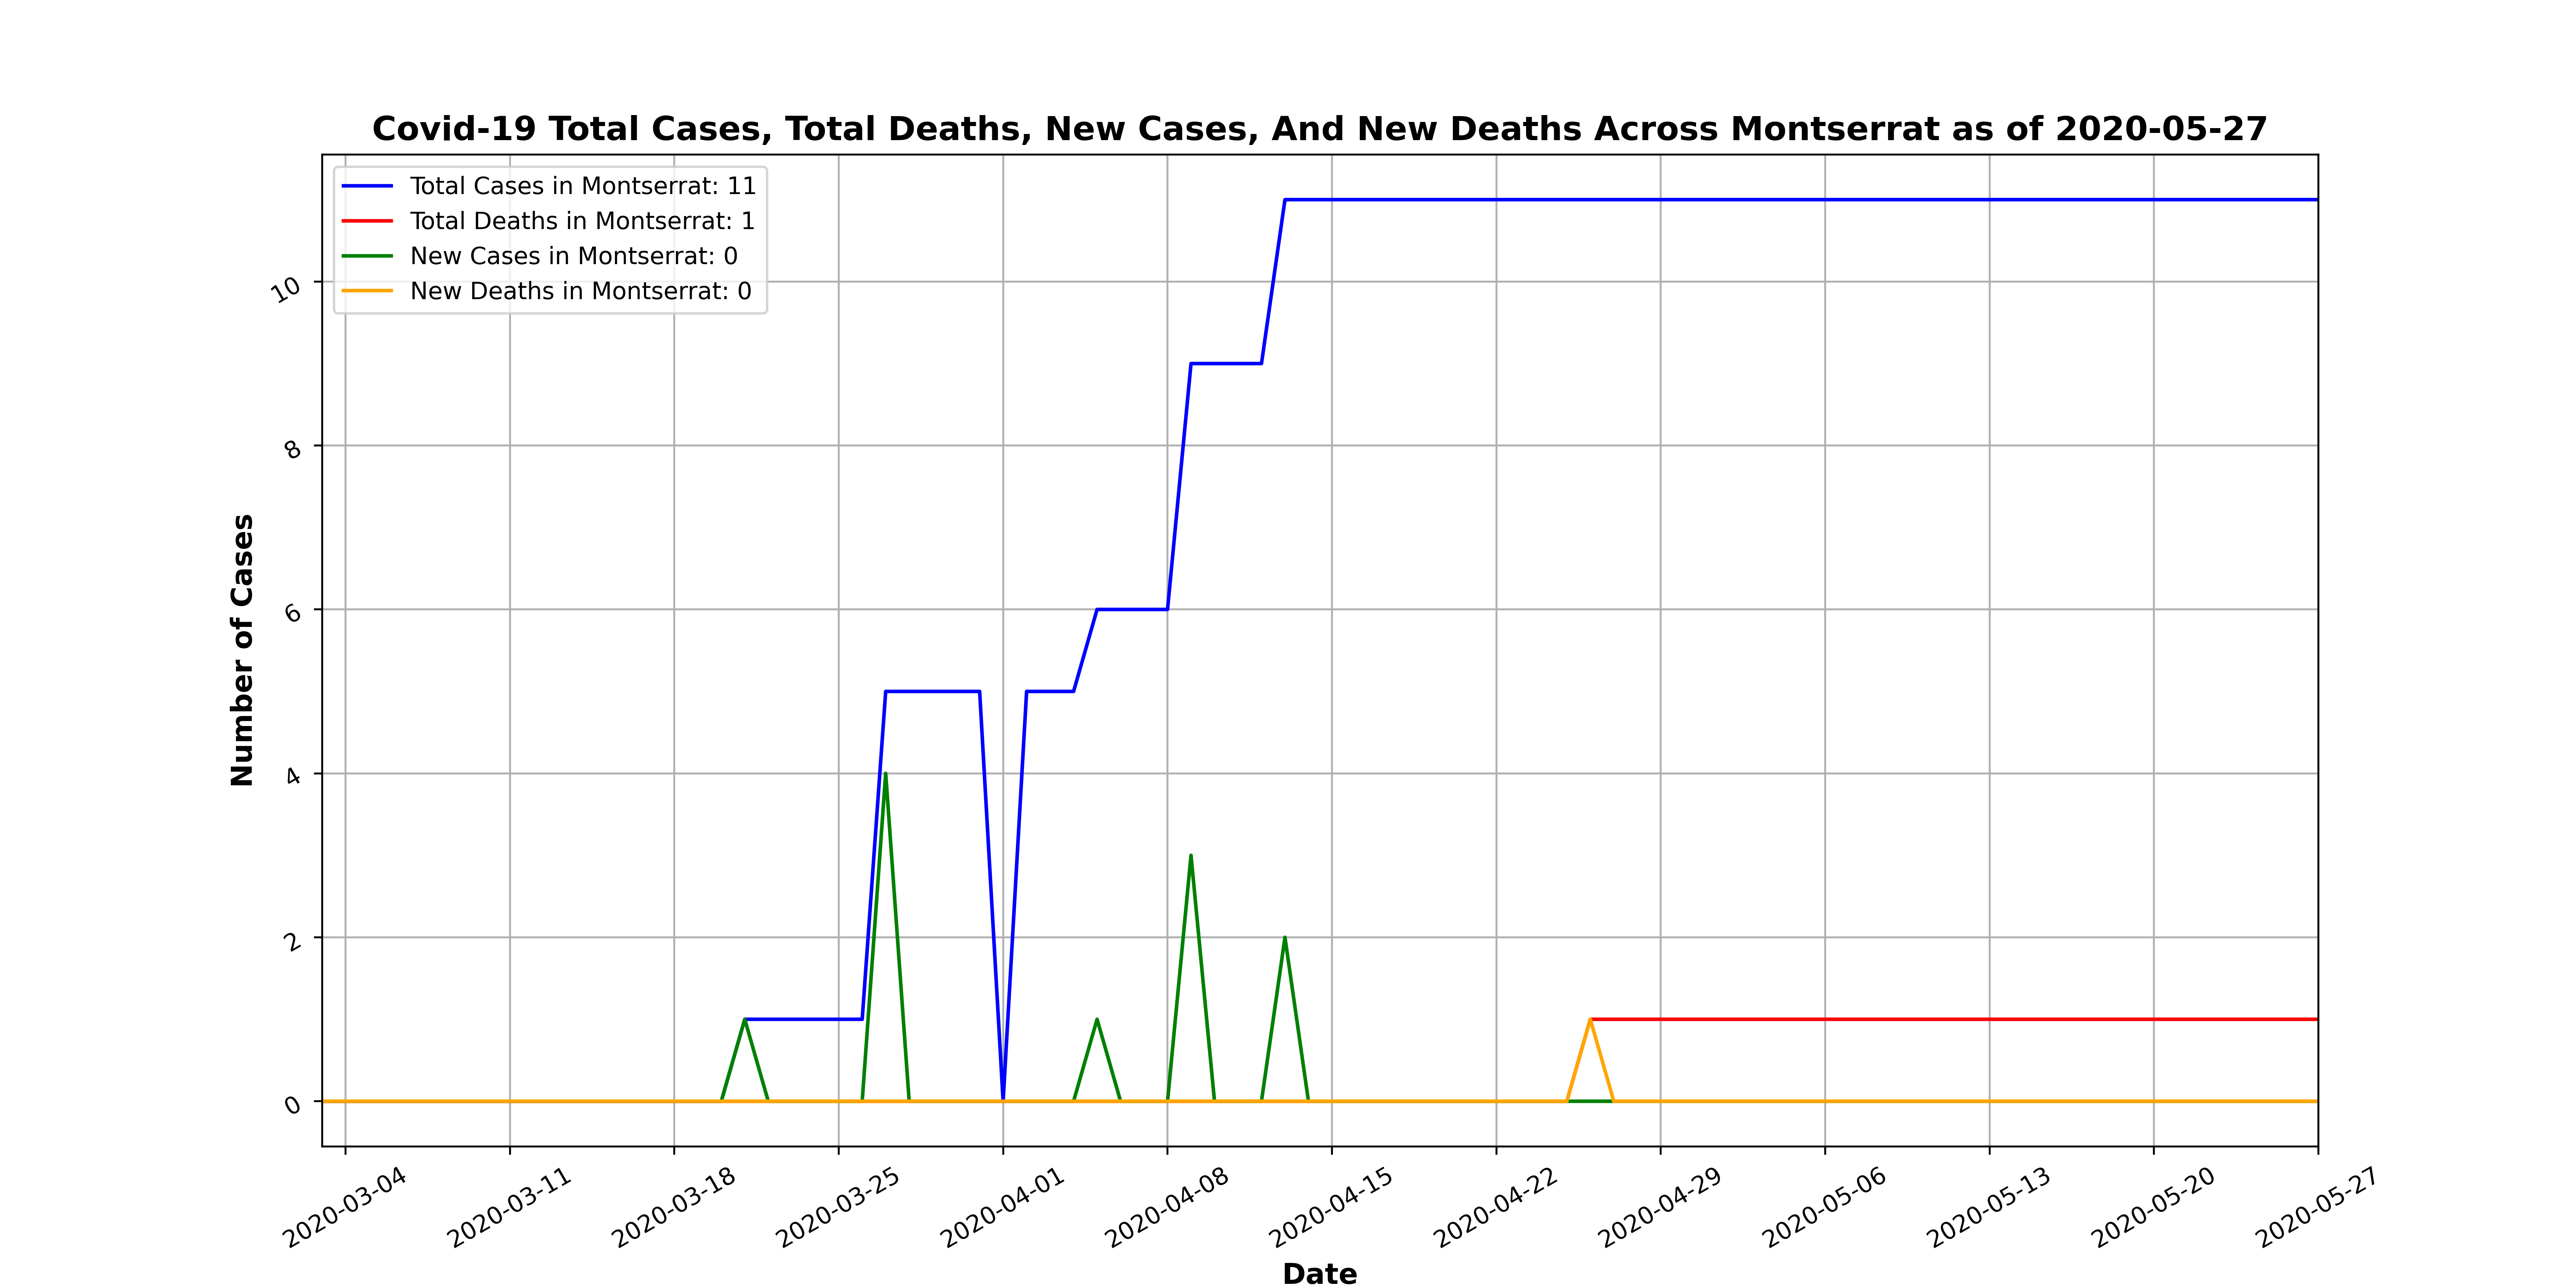 Covid-19 Total Cases, Total Deaths, New Cases, And New Deaths Across Montserrat as of 2020-05-27
Total Cases in Montserrat: 11
Total Deaths in Montserrat: 1
New Cases in Montserrat: 0
New Deaths in Montserrat: 0
10
8
6
4
2
0
Number of Cases
2020-03-04
2020-03-11
2020-03-18
2020-03-25
2020-04-01
2020-04-08
2020-04-15
2020-04-22
2020-04-29
2020-05-06
2020-05-13
2020-05-20
2020-05-27
Date